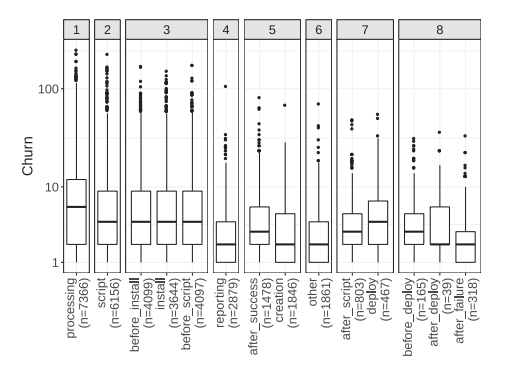 1 2 3 4 5 6 7 8
Churn
100
10
1
processing
(n=7366)
script
(n=6156)
before_install
(n=4099)
install
(n=3644)
before_script
(n=4097)
reporting
(n=2879)
after_success
(n=1478)
creation
(n=1846)
other
(n=1861)
after_script
(n=803)
deploy
(n=467)
before_deploy
(n=165)
after_deploy
(n=39)
after_failure
(n=318)